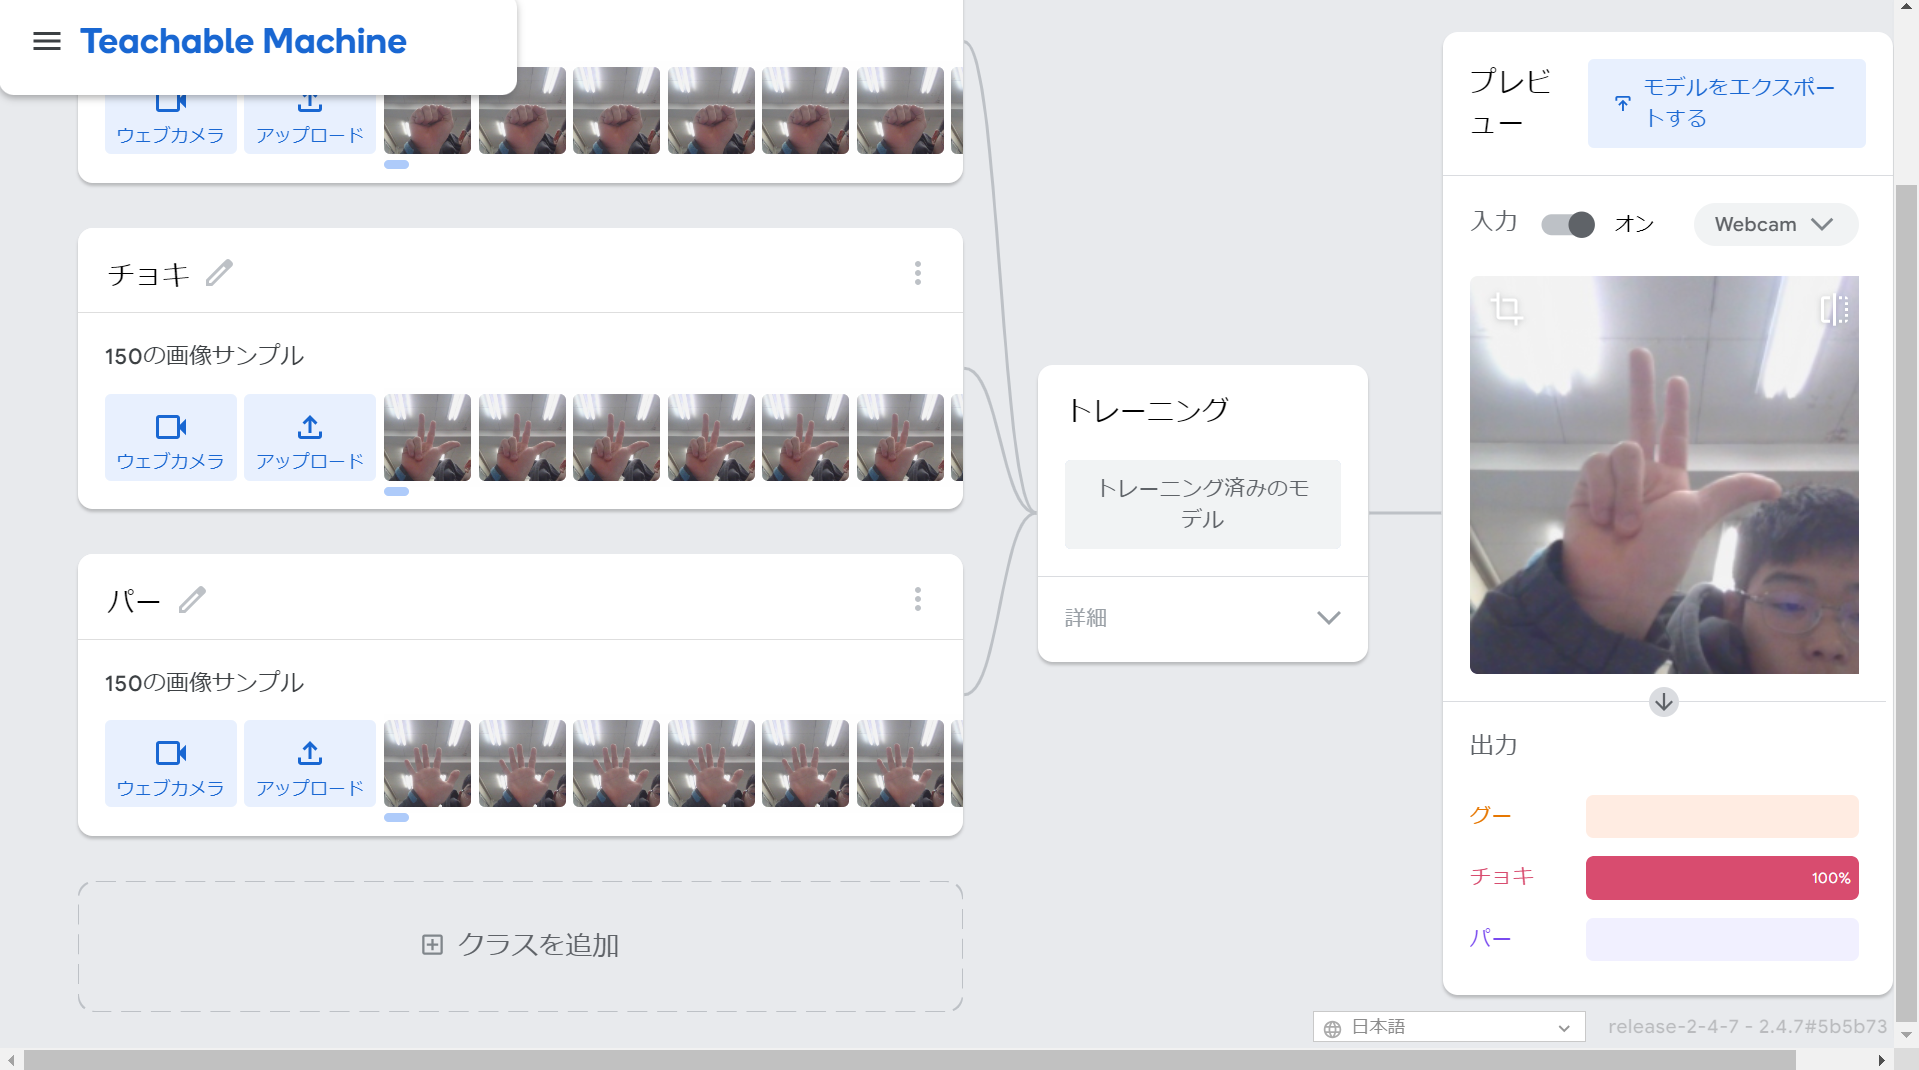 Teachable Machine
ウェブカメラ
アップロード
チョキ
150の画像サンプル
ウェブカメラ
アップロード
パー
150の画像サンプル
ウェブカメラ
アップロード
クラスを追加
トレーニング
トレーニング済みのモ
デル
詳細
プレビ
ュー
モデルをエクスポー
トする
入力
オン
Webcam
出力
グー
チョキ
100%
パー
日本語
release-2-4-7 - 2.4.7#5b5b73